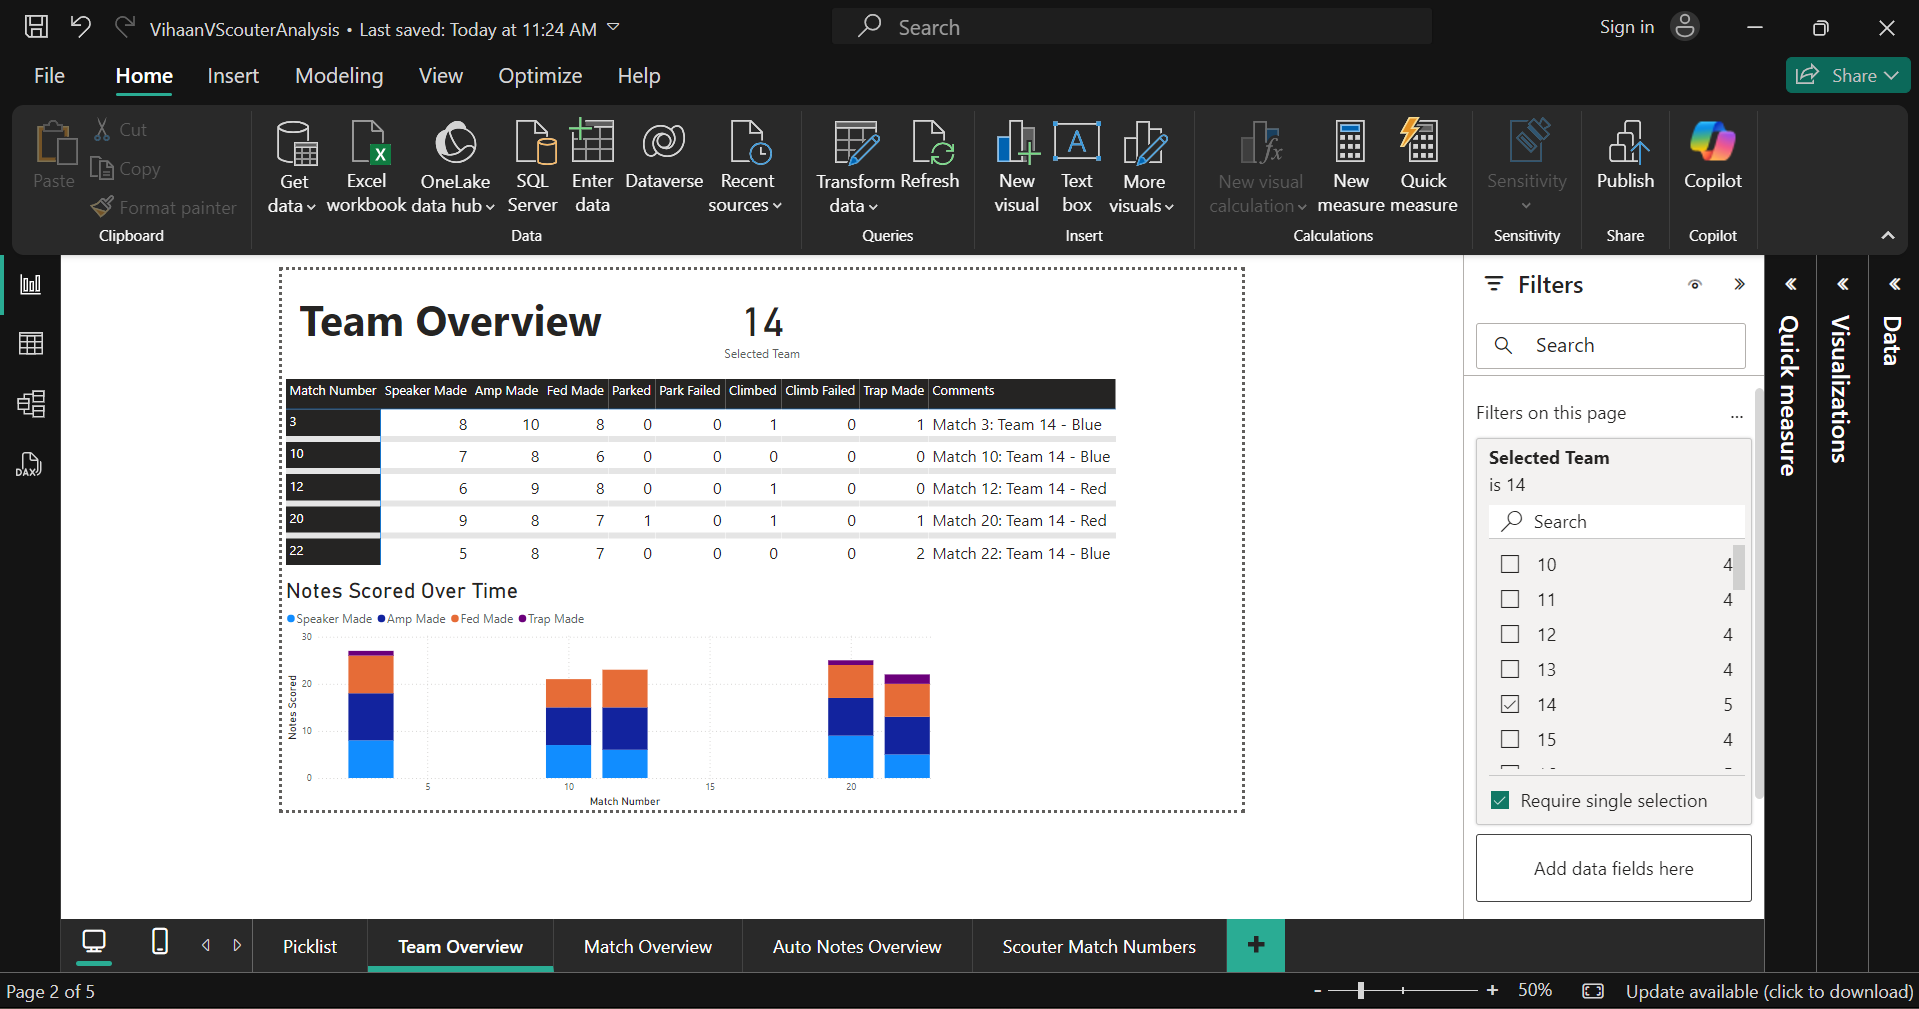 VihaanVScouterAnalysis • Last saved: Today at 11:24 AM
Search
Sign in
File Home Insert Modeling View Optimize Help
Share
Paste
Cut
Copy
Format painter
Clipboard
Get data
Excel workbook
OneLake data hub
SQL Server
Enter data
Dataverse
Recent sources
Data
Transform data
Refresh
Queries
New visual
Text box
More visuals
Insert
New visual calculation
New measure
Quick measure
Calculations
Sensitivity
Sensitivity
Publish
Share
Copilot
Copilot
DAX
Team Overview
14
Selected Team
Match Number Speaker Made Amp Made Fed Made Parked Park Failed Climbed Climb Failed Trap Made Comments
3 8 10 8 0 0 1 0 1 Match 3: Team 14 - Blue
10 7 8 6 0 0 0 0 0 Match 10: Team 14 - Blue
12 6 9 8 0 0 1 0 0 Match 12: Team 14 - Red
20 9 8 7 1 0 1 0 1 Match 20: Team 14 - Red
22 5 8 7 0 0 0 0 2 Match 22: Team 14 - Blue
Notes Scored Over Time
Speaker Made Amp Made Fed Made Trap Made
30
20
10
0
Notes Scored
5 10 15 20
Match Number
Filters
Search
Filters on this page ...
Selected Team
is 14
Search
10 4
11 4
12 4
13 4
14 5
15 4
Require single selection
Add data fields here
Quick measure
Visualizations
Data
Picklist Team Overview Match Overview Auto Notes Overview Scouter Match Numbers +
Page 2 of 5
- + 50%
Update available (click to download)